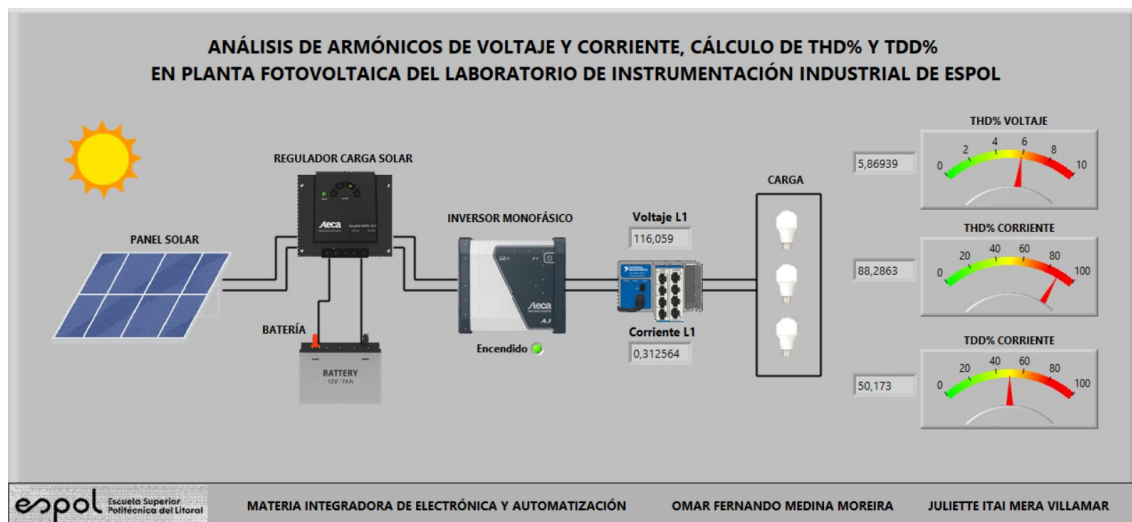 ANÁLISIS DE ARMÓNICOS DE VOLTAJE Y CORRIENTE, CÁLCULO DE THD% Y TDD%
EN PLANTA FOTOVOLTAICA DEL LABORATORIO DE INSTRUMENTACIÓN INDUSTRIAL DE ESPOL
PANEL SOLAR
REGULADOR CARGA SOLAR
Aeca
BATERÍA
BATTERY
12V/7Ah
INVERSOR MONOFÁSICO
Aeca
Encendido
Voltaje L1
116,059
Corriente L1
0,312564
CARGA
THD% VOLTAJE
5,86939
0 2 4 6 8 10
THD% CORRIENTE
88,2863
0 20 40 60 80 100
TDD% CORRIENTE
50,173
0 20 40 60 80 100
espol Escuela Superior
Politécnica del Litoral
MATERIA INTEGRADORA DE ELECTRÓNICA Y AUTOMATIZACIÓN
OMAR FERNANDO MEDINA MOREIRA
JULIETTE ITAI MERA VILLAMAR